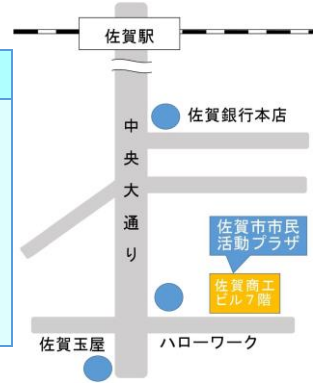 佐賀駅
佐賀銀行本店
中央大通り
佐賀市市民
活動プラザ
佐賀商工
ビル7階
佐賀玉屋
ハローワーク